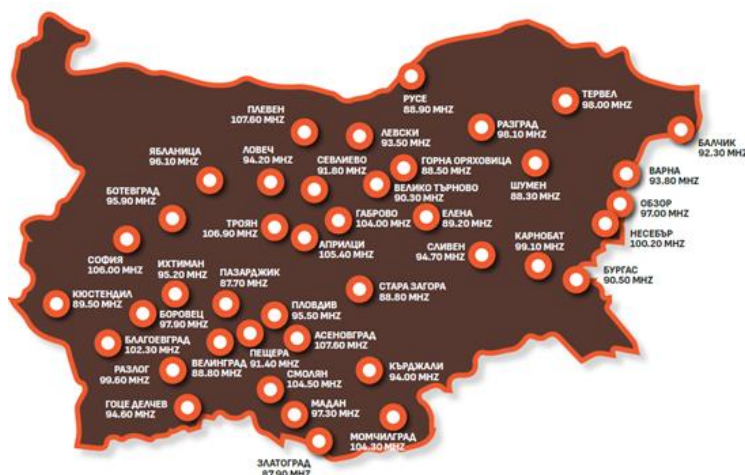 РУСЕ
88.90 MHZ
ТЕРВЕЛ
98.00 MHZ
ПЛЕВЕН
107.60 MHZ
ЛЕВСКИ
93.50 MHZ
РАЗГРАД
98.10 MHZ
БАЛЧИК
92.30 MHZ
ЯБЛАНИЦА
96.10 MHZ
ЛОВЕЧ
94.20 MHZ
СЕВЛИЕВО
91.80 MHZ
ГОРНА ОРЯХОВИЦА
88.50 MHZ
ШУМЕН
88.30 MHZ
ВАРНА
93.80 MHZ
БОТЕВГРАД
95.90 MHZ
ВЕЛИКО ТЪРНОВО
90.30 MHZ
ОБЗОР
97.00 MHZ
ТРОЯН
106.90 MHZ
ГАБРОВО
104.00 MHZ
ЕЛЕНА
89.20 MHZ
НЕСЕБЪР
100.20 MHZ
АПРИЛЦИ
105.40 MHZ
СЛИВЕН
94.70 MHZ
КАРНОБАТ
99.10 MHZ
СОФИЯ
106.00 MHZ
ИХТИМАН
95.20 MHZ
ПАЗАРДЖИК
87.70 MHZ
СТАРА ЗАГОРА
88.80 MHZ
БУРГАС
90.50 MHZ
КЮСТЕНДИЛ
89.50 MHZ
БОРОВЕЦ
97.90 MHZ
ПЛОВДИВ
95.50 MHZ
БЛАГОЕВГРАД
102.30 MHZ
ВЕЛИНГРАД
88.80 MHZ
ПЕЩЕРА
91.40 MHZ
АСЕНОВГРАД
107.60 MHZ
РАЗЛОГ
99.60 MHZ
СМОЛЯН
104.50 MHZ
КЪРДЖАЛИ
94.00 MHZ
ГОЦЕ ДЕЛЧЕВ
94.60 MHZ
МАДАН
97.30 MHZ
МОМЧИЛГРАД
104.30 MHZ
ЗЛАТОГРАД
87.90 MHZ